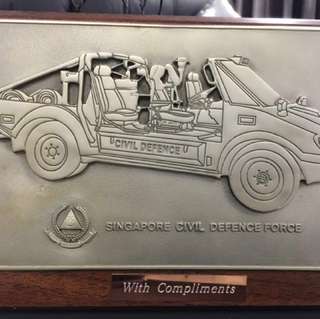 CIVIL DEFENCE
SINGAPORE CIVIL DEFENCE FORCE
With Compliments